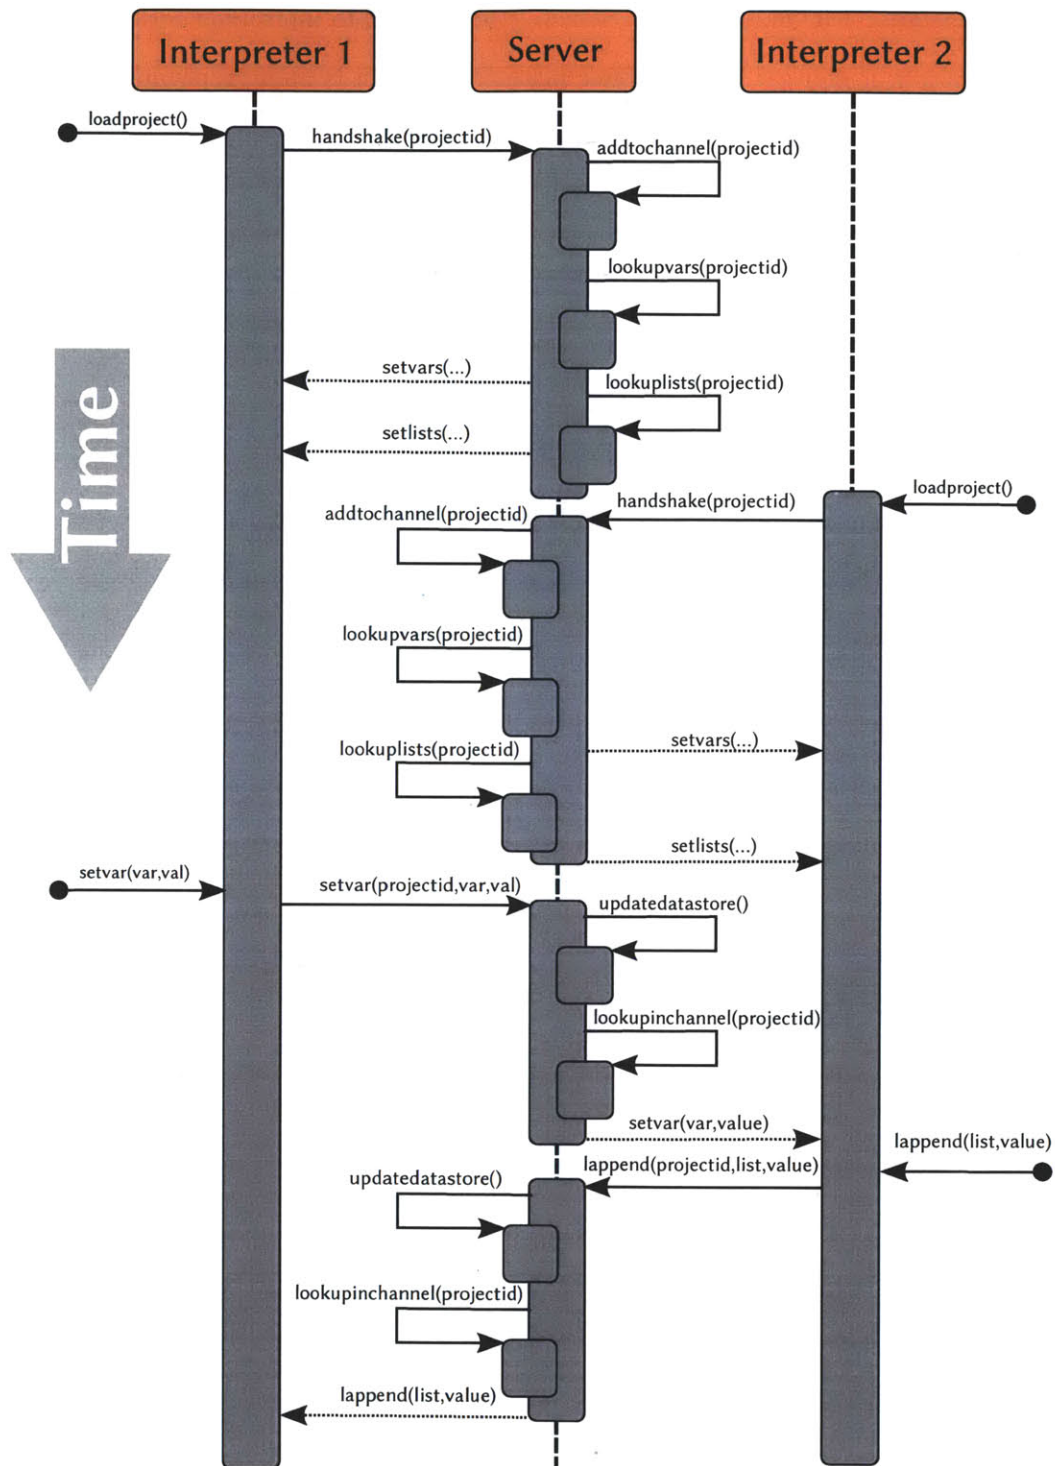 Interpreter 1
Server
Interpreter 2
loadproject()
handshake(projectid)
addtochannel(projectid)
lookupvars(projectid)
setvars(...)
lookuplists(projectid)
setlists(...)
Time
loadproject()
handshake(projectid)
addtochannel(projectid)
lookupvars(projectid)
setvars(...)
lookuplists(projectid)
setlists(...)
setvar(var,val)
setvar(projectid,var,val)
updatedatastore()
lookupinchannel(projectid)
setvar(var,value)
lappend(list,value)
lappend(projectid,list,value)
updatedatastore()
lookupinchannel(projectid)
lappend(list,value)